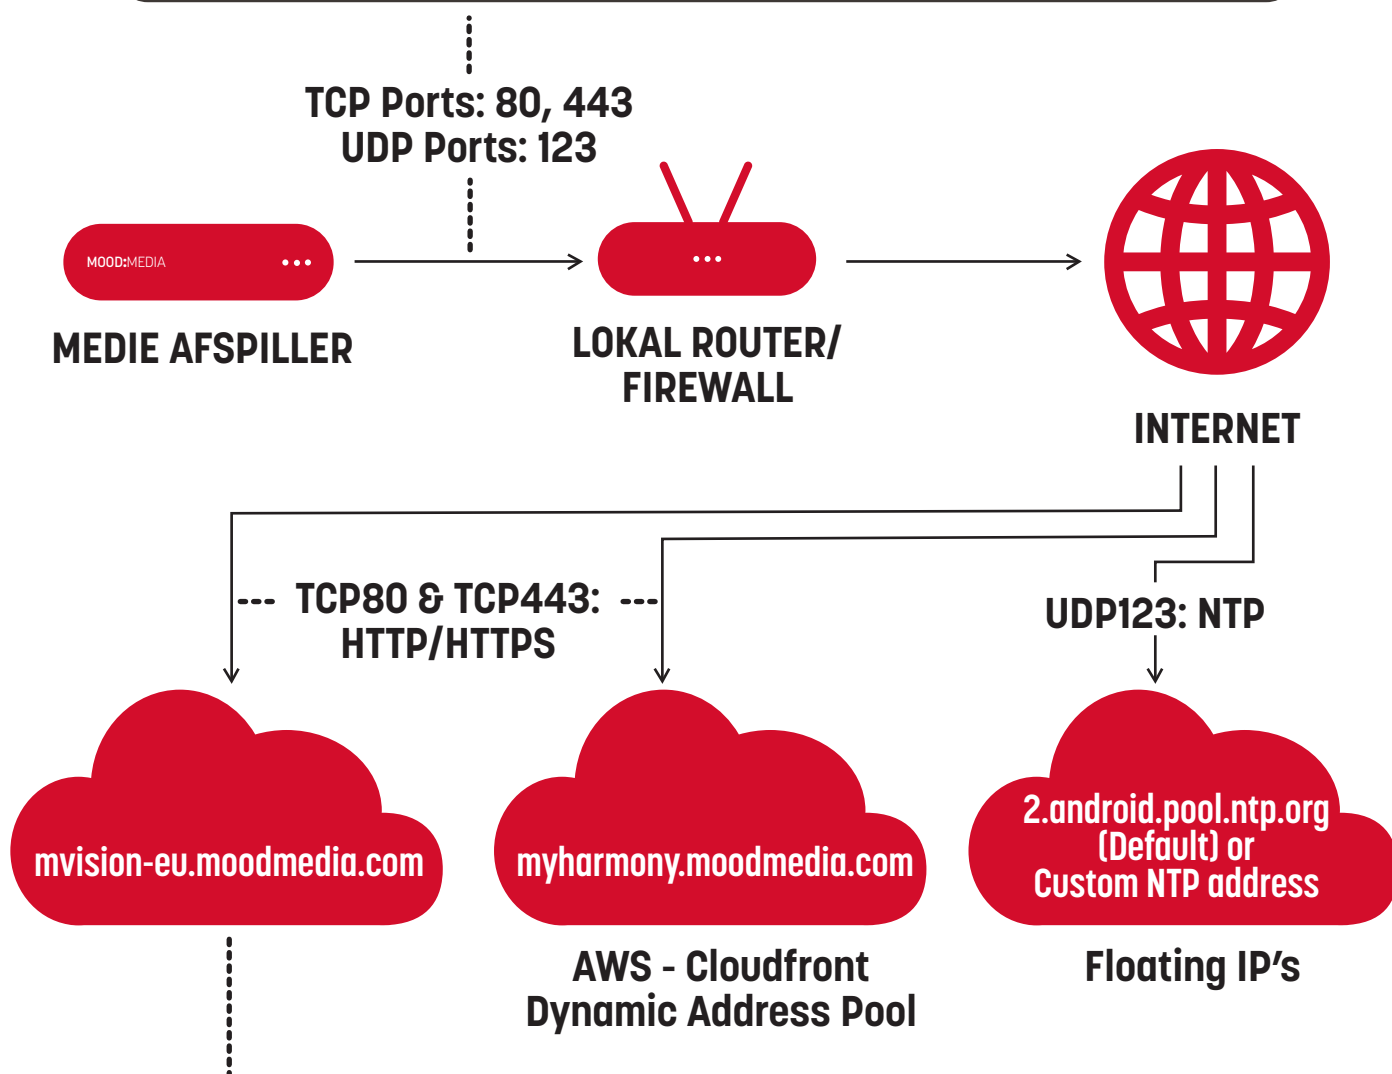 TCP Ports: 80, 443
UDP Ports: 123
MOOD:MEDIA
MEDIE AFSPILLER
LOKAL ROUTER/
FIREWALL
INTERNET
TCP80 & TCP443:
HTTP/HTTPS
UDP123: NTP
mvision-eu.moodmedia.com
myharmony.moodmedia.com
2.android.pool.ntp.org
(Default) or
Custom NTP address
AWS - Cloudfront
Dynamic Address Pool
Floating IP's